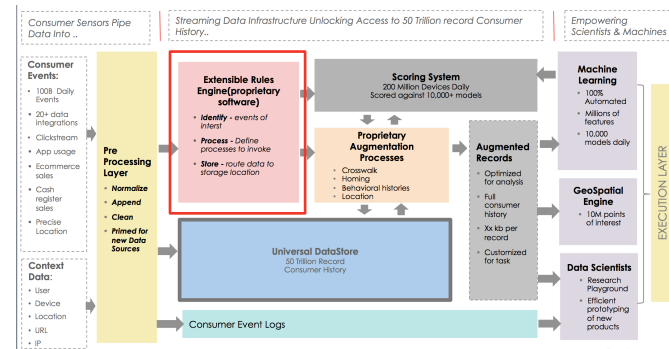 Consumer Sensors Pipe
Data Into ..
Streaming Data Infrastructure Unlocking Access to 50 Trillion record Consumer
History..
Empowering
Scientists & Machines
Consumer
Events:
• 100B Daily
Events
• 20+ data
integrations
• Clickstream
• App usage
• Ecommerce
sales
• Cash
register
sales
• Precise
Location
Context
Data:
• User
• Device
• Location
• URL
• IP
Pre
Processing
Layer
• Normalize
• Append
• Clean
• Primed for
new Data
Sources
Extensible Rules
Engine(proprietary
software)
• Identify - events of
interst
• Process - Define
processes to invoke
• Store - route data to
storage location
Scoring System
200 Million Devices Daily
Scored against 10,000+ models
Proprietary
Augmentation
Processes
• Crosswalk
• Homing
• Behavioral histories
• Location
Universal DataStore
50 Trillion Record
Consumer History
Consumer Event Logs
Augmented
Records
• Optimized
for analysis
• Full
consumer
history
• Xx kb per
record
• Customized
for task
Machine
Learning
• 100%
Automated
• Millions of
features
• 10,000
models daily
GeoSpatial
Engine
• 10M points
of interest
Data Scientists
• Research
Playground
• Efficient
prototyping
of new
products
EXECUTION LAYER